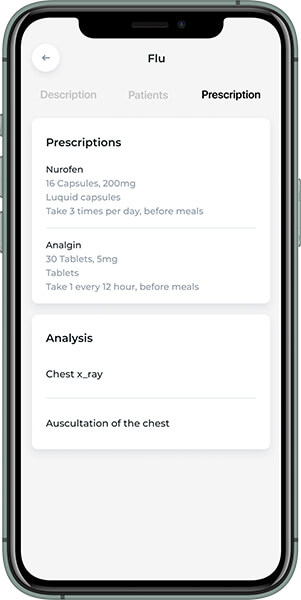 Flu
Description Patients Prescription
Prescriptions
Nurofen
16 Capsules, 200mg
Luquid capsules
Take 3 times per day, before meals
Analgin
30 Tablets, 5mg
Tablets
Take 1 every 12 hour, before meals
Analysis
Chest x_ray
Auscultation of the chest